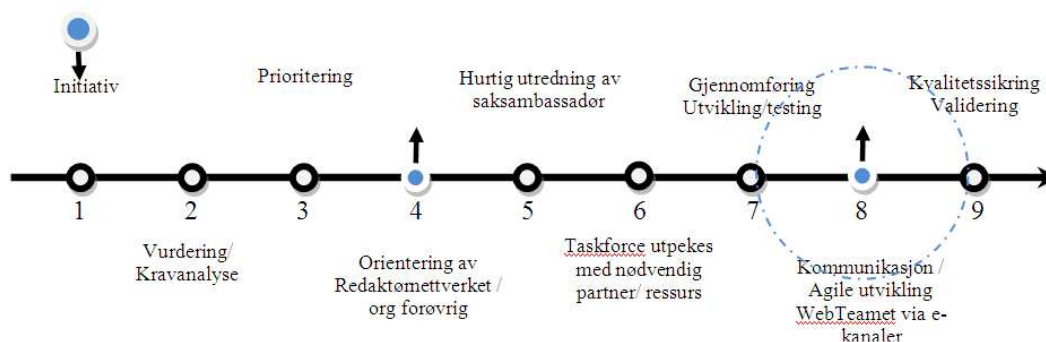 Initiativ
Prioritering
Hurtig utredning av
saksambassadør
Gjennomføring
Utvikling/testing
Kvalitetssikring
Validering
1
2
3
4
5
6
7
8
9
Vurdering/
Kravanalyse
Orientering av
Redaktørnettverket /
org forøvrig
Taskforce utpekes
med nødvendig
partner/ ressurs
Kommunikasjon /
Agile utvikling
WebTeamet via e-
kanaler